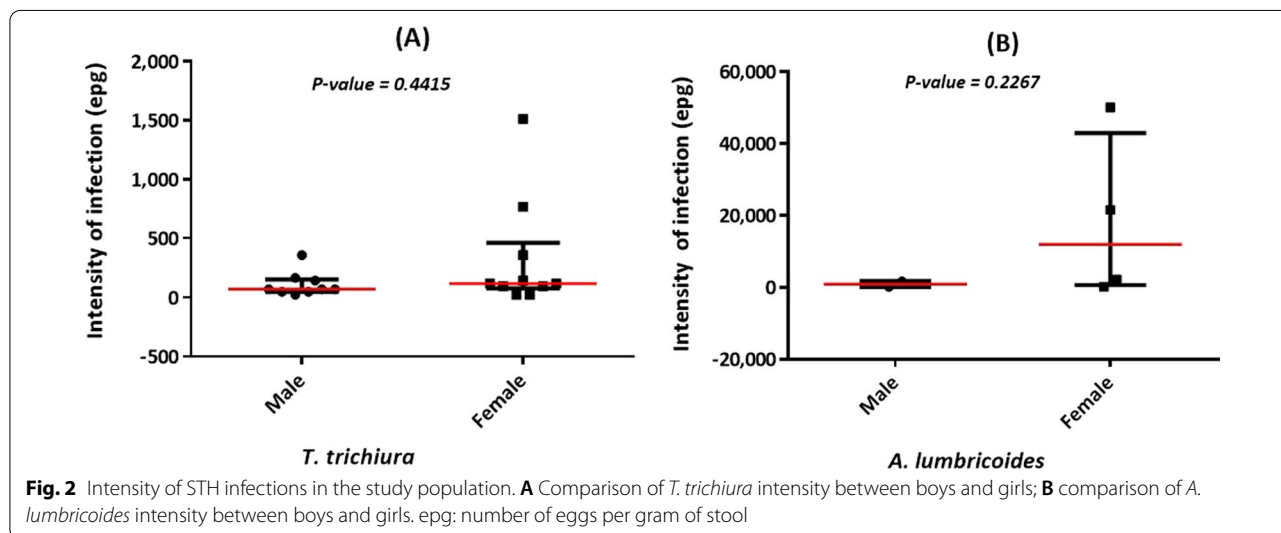 (A)
P-value = 0.4415
Intensity of infection (epg)
2,000
1,500
1,000
500
0
-500
Male
Female
T. trichiura
(B)
P-value = 0.2267
Intensity of infection (epg)
60,000
40,000
20,000
0
-20,000
Male
Female
A. lumbricoides
Fig. 2 Intensity of STH infections in the study population. A Comparison of T. trichiura intensity between boys and girls; B comparison of A.
lumbricoides intensity between boys and girls. epg: number of eggs per gram of stool